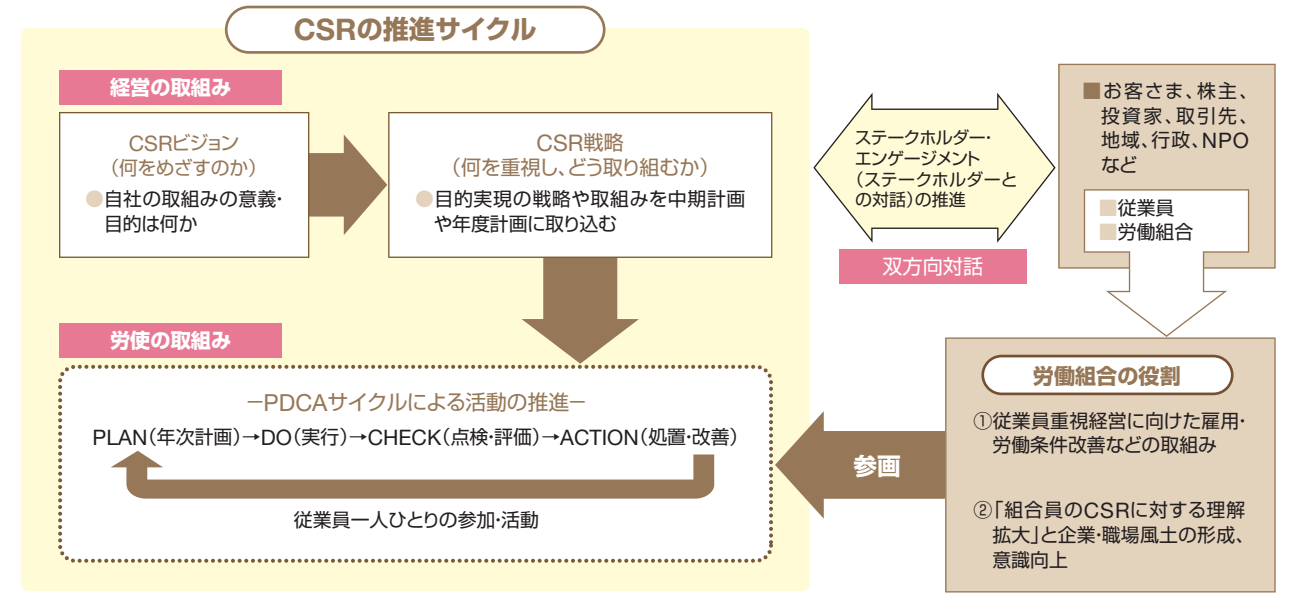 CSRの推進サイクル
経営の取組み
CSRビジョン
（何をめざすのか）
●自社の取組みの意義・
目的は何か
CSR戦略
（何を重視し、どう取り組むか）
●目的実現の戦略や取組みを中期計画
や年度計画に取り込む
ステークホルダー・
エンゲージメント
（ステークホルダーと
の対話）の推進
双方向対話
■お客さま、株主、
投資家、取引先、
地域、行政、NPO
など
■従業員
■労働組合
労使の取組み
−PDCAサイクルによる活動の推進−
PLAN（年次計画）→DO（実行）→CHECK（点検・評価）→ACTION（処置・改善）
従業員一人ひとりの参加・活動
参画
労働組合の役割
①従業員重視経営に向けた雇用・
労働条件改善などの取組み
②「組合員のCSRに対する理解
拡大」と企業・職場風土の形成、
意識向上